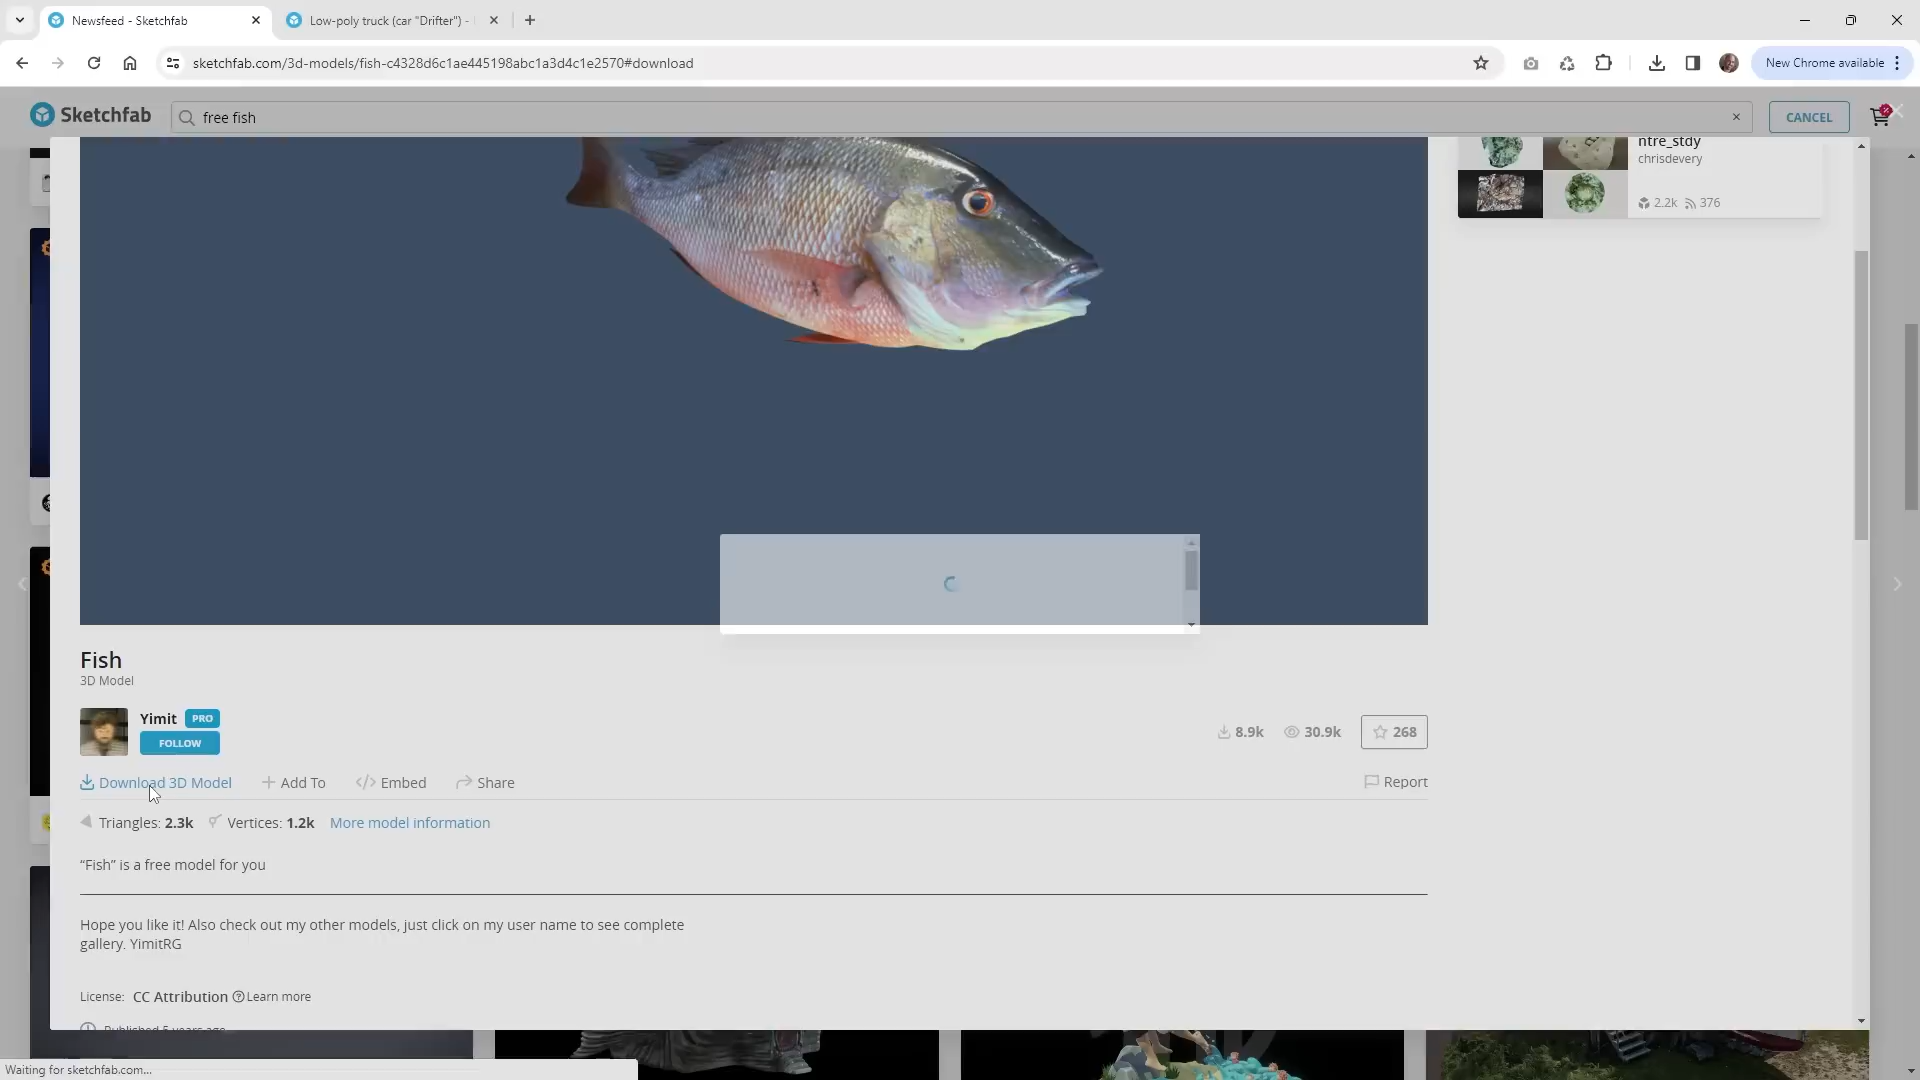 Newsfeed - Sketchfab
Low-poly truck (car "Drifter") -
sketchfab.com/3d-models/fish-c4328d6c1ae445198abc1a3d4c1e2570#download
New Chrome available
Sketchfab
free fish
CANCEL
ntre_stdy
chrisdevery
2.2k 376
Fish
3D Model
Yimit PRO
FOLLOW
8.9k 30.9k 268
Download 3D Model Add To Embed Share Report
Triangles: 2.3k Vertices: 1.2k More model information
“Fish” is a free model for you
Hope you like it! Also check out my other models, just click on my user name to see complete
gallery. YimitRG
License: CC Attribution Learn more
Published 5 years ago
Waiting for sketchfab.com...